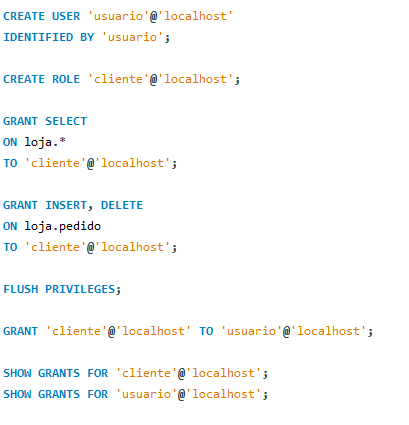 CREATE USER 'usuario'@'localhost'
IDENTIFIED BY 'usuario';
CREATE ROLE 'cliente'@'localhost';
GRANT SELECT
ON loja.*
TO 'cliente'@'localhost';
GRANT INSERT, DELETE
ON loja.pedido
TO 'cliente'@'localhost';
FLUSH PRIVILEGES;
GRANT 'cliente'@'localhost' TO 'usuario'@'localhost';
SHOW GRANTS FOR 'cliente'@'localhost';
SHOW GRANTS FOR 'usuario'@'localhost';